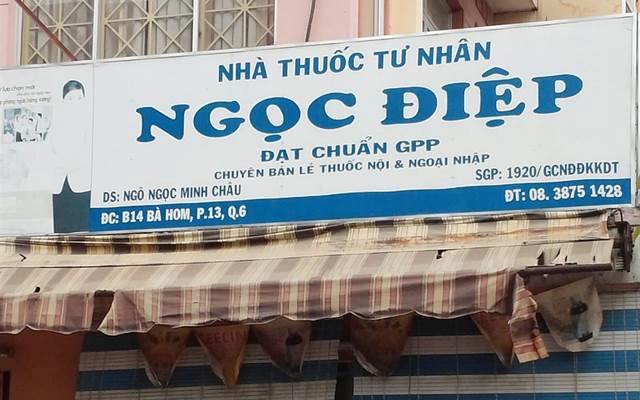 NHÀ THUỐC TƯ NHÂN
NGỌC ĐIỆP
ĐẠT CHUẨN GPP
CHUYÊN BÁN LẺ THUỐC NỘI & NGOẠI NHẬP
SGP: 1920/GCNĐĐKKDT
DS: NGÔ NGỌC MINH CHÂU
ĐC: B14 BÀ HOM, P.13, Q.6
ĐT: 08. 3875 1428